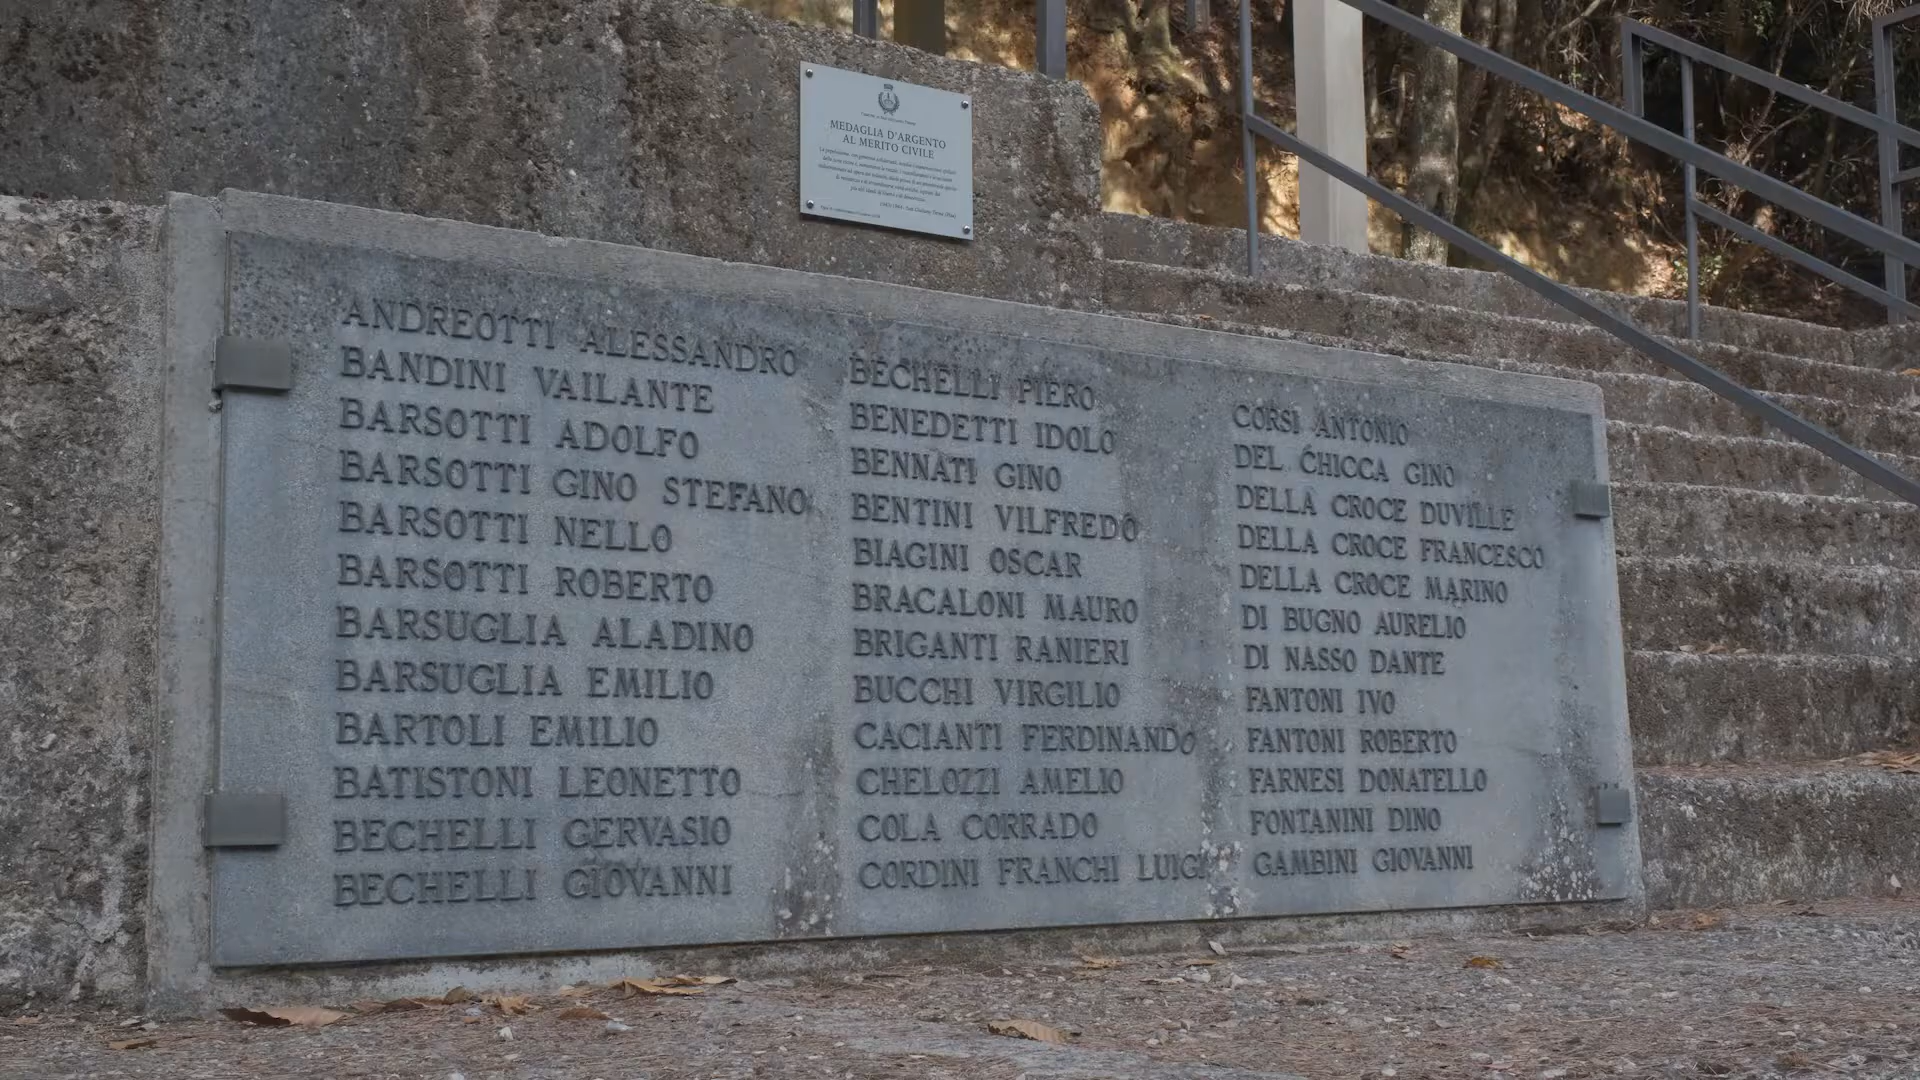 MEDAGLIA D'ARGENTO
AL MERITO CIVILE
ANDREOTTI ALESSANDRO
BANDINI VAILANTE
BARSOTTI ADOLFO
BARSOTTI GINO STEFANO
BARSOTTI NELLO
BARSOTTI ROBERTO
BARSUGLIA ALADINO
BARSUGLIA EMILIO
BARTOLI EMILIO
BATISTONI LEONETTO
BECHELLI GERVASIO
BECHELLI GIOVANNI
BECHELLI PIERO
BENEDETTI IDOLO
BENNATI GINO
BENTINI VILFREDO
BIAGINI OSCAR
BRACALONI MAURO
BRIGANTI RANIERI
BUCCHI VIRGILIO
CACIANTI FERDINANDO
CHELOZZI AMELIO
COLA CORRADO
CORDINI FRANCHI LUIGI
CORSI ANTONIO
DEL CHICCA GINO
DELLA CROCE DUVILLE
DELLA CROCE FRANCESCO
DELLA CROCE MARINO
DI BUGNO AURELIO
DI NASSO DANTE
FANTONI IVO
FANTONI ROBERTO
FARNESI DONATELLO
FONTANINI DINO
GAMBINI GIOVANNI